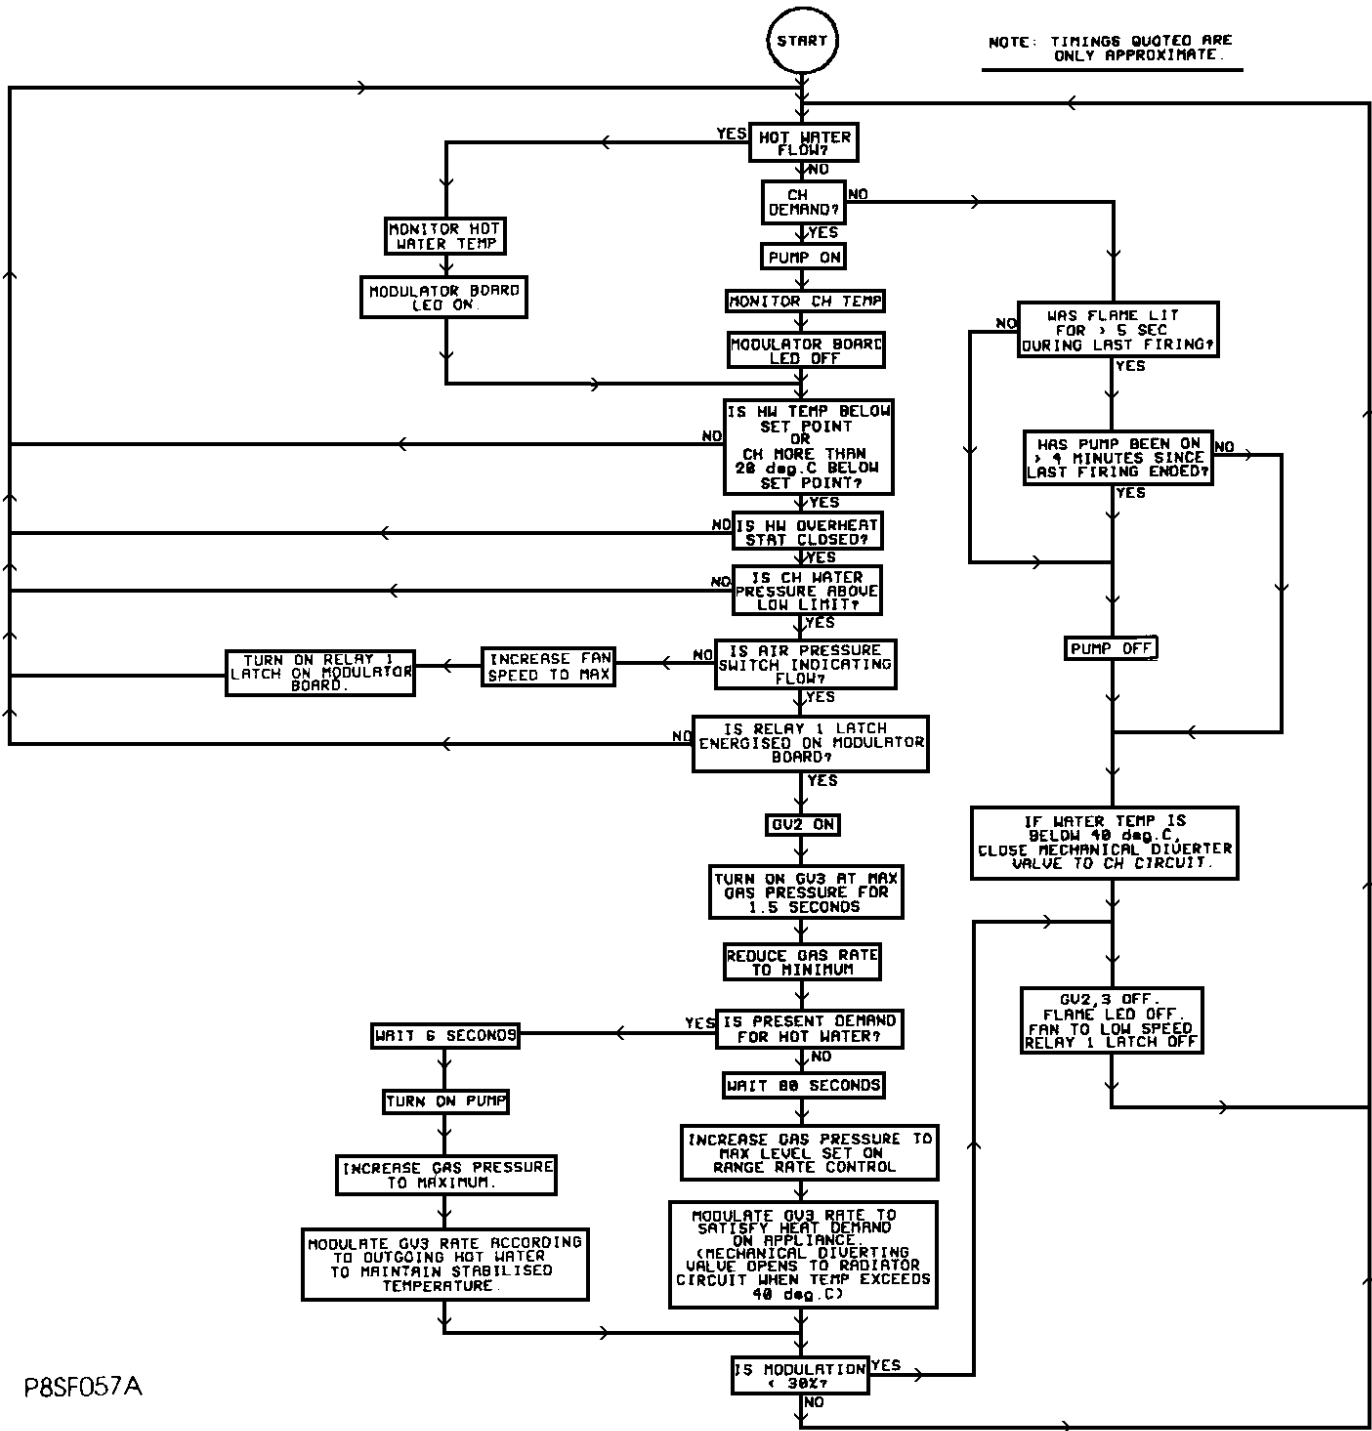 START
NOTE: TIMINGS QUOTED ARE
ONLY APPROXIMATE.
YES
HOT WATER
FLOW?
NO
CH
DEMAND?
NO
YES
PUMP ON
MONITOR HOT
WATER TEMP
MODULATOR BOARD
LED ON.
MONITOR CH TEMP
MODULATOR BOARD
LED OFF
NO
WAS FLAME LIT
FOR > 5 SEC
DURING LAST FIRING?
YES
IS HW TEMP BELOW
SET POINT
OR
CH MORE THAN
20 deg.C BELOW
SET POINT?
NO
YES
HAS PUMP BEEN ON
> 4 MINUTES SINCE
LAST FIRING ENDED?
NO
YES
NO
IS HW OVERHEAT
STAT CLOSED?
YES
NO
IS CH WATER
PRESSURE ABOVE
LOW LIMIT?
YES
PUMP OFF
TURN ON RELAY 1
LATCH ON MODULATOR
BOARD.
INCREASE FAN
SPEED TO MAX
NO
IS AIR PRESSURE
SWITCH INDICATING
FLOW?
YES
NO
IS RELAY 1 LATCH
ENERGISED ON MODULATOR
BOARD?
YES
GV2 ON
IF WATER TEMP IS
BELOW 40 deg.C,
CLOSE MECHANICAL DIVERTER
VALVE TO CH CIRCUIT.
TURN ON GV3 AT MAX
GAS PRESSURE FOR
1.5 SECONDS
REDUCE GAS RATE
TO MINIMUM
GV2,3 OFF.
FLAME LED OFF.
FAN TO LOW SPEED
RELAY 1 LATCH OFF
WAIT 6 SECONDS
YES
IS PRESENT DEMAND
FOR HOT WATER?
NO
WAIT 80 SECONDS
TURN ON PUMP
INCREASE GAS PRESSURE TO
MAX LEVEL SET ON
RANGE RATE CONTROL
INCREASE GAS PRESSURE
TO MAXIMUM.
MODULATE GV3 RATE TO
SATISFY HEAT DEMAND
ON APPLIANCE.
(MECHANICAL DIVERTING
VALVE OPENS TO RADIATOR
CIRCUIT WHEN TEMP EXCEEDS
40 deg.C)
MODULATE GV3 RATE ACCORDING
TO OUTGOING HOT WATER
TO MAINTAIN STABILISED
TEMPERATURE.
IS MODULATION
< 30%?
YES
NO
P8SF057A